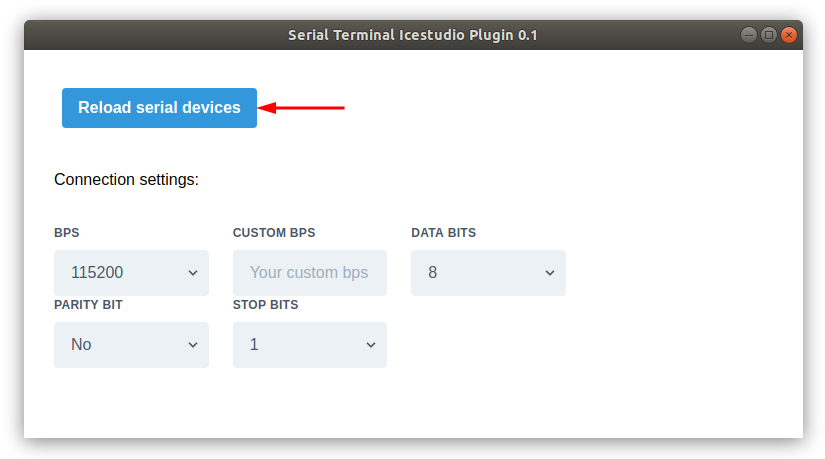 Serial Terminal Icestudio Plugin 0.1
Reload serial devices
Connection settings:
BPS CUSTOM BPS DATA BITS
115200 Your custom bps 8
PARITY BIT STOP BITS
No 1